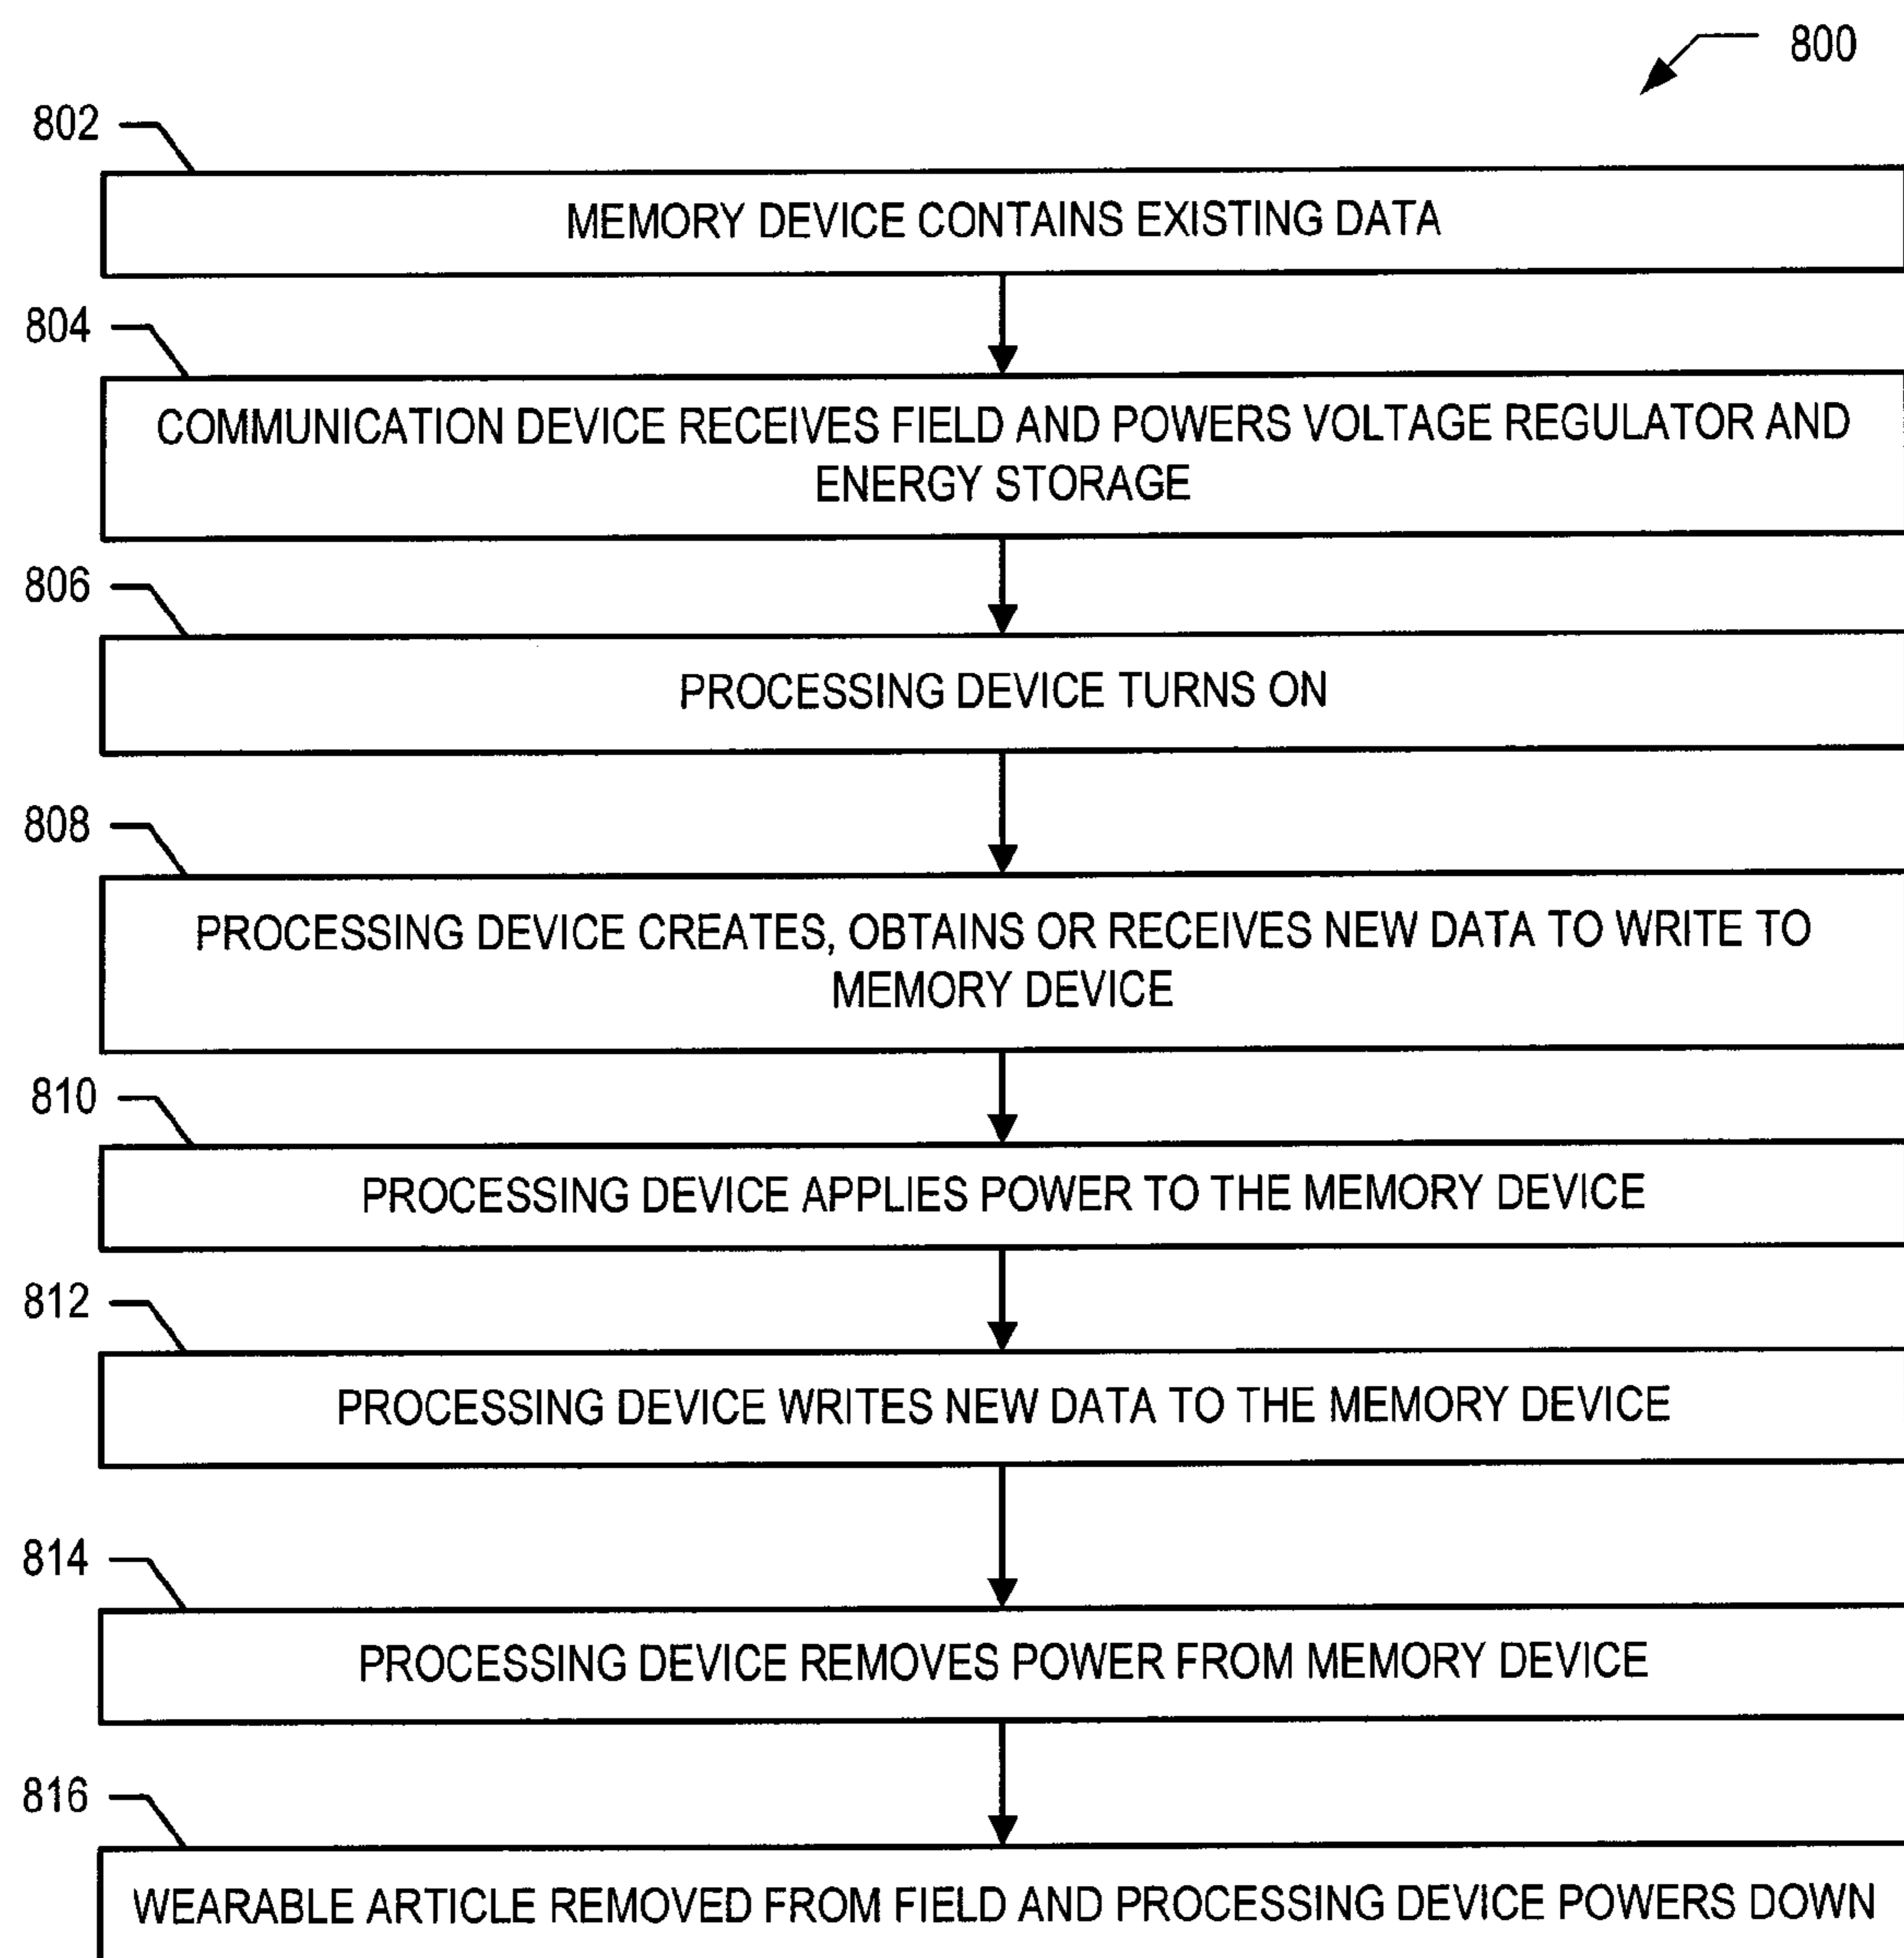 800
802
MEMORY DEVICE CONTAINS EXISTING DATA
804
COMMUNICATION DEVICE RECEIVES FIELD AND POWERS VOLTAGE REGULATOR AND
ENERGY STORAGE
806
PROCESSING DEVICE TURNS ON
808
PROCESSING DEVICE CREATES, OBTAINS OR RECEIVES NEW DATA TO WRITE TO
MEMORY DEVICE
810
PROCESSING DEVICE APPLIES POWER TO THE MEMORY DEVICE
812
PROCESSING DEVICE WRITES NEW DATA TO THE MEMORY DEVICE
814
PROCESSING DEVICE REMOVES POWER FROM MEMORY DEVICE
816
WEARABLE ARTICLE REMOVED FROM FIELD AND PROCESSING DEVICE POWERS DOWN